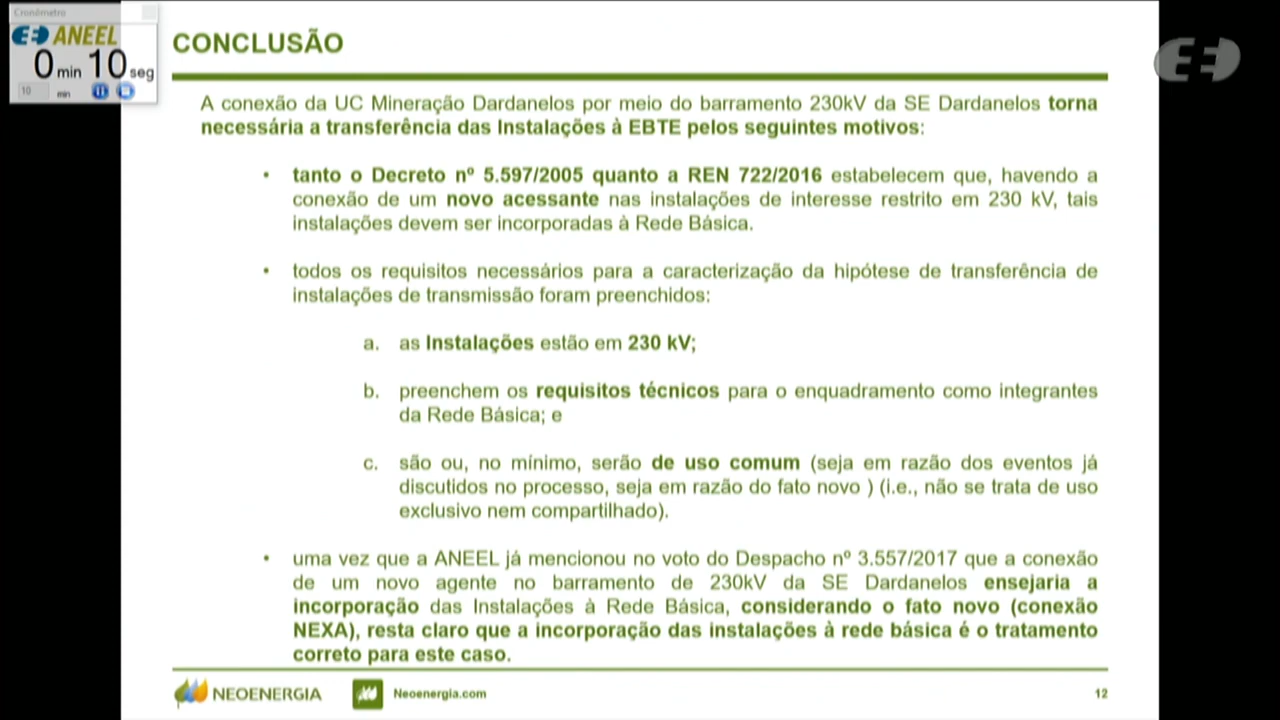 Cronômetro
ANEEL
0 min 10 seg
10 min
CONCLUSÃO
A conexão da UC Mineração Dardanelos por meio do barramento 230kV da SE Dardanelos torna
necessária a transferência das Instalações à EBTE pelos seguintes motivos:
• tanto o Decreto nº 5.597/2005 quanto a REN 722/2016 estabelecem que, havendo a
conexão de um novo acessante nas instalações de interesse restrito em 230 kV, tais
instalações devem ser incorporadas à Rede Básica.
• todos os requisitos necessários para a caracterização da hipótese de transferência de
instalações de transmissão foram preenchidos:
a. as Instalações estão em 230 kV;
b. preenchem os requisitos técnicos para o enquadramento como integrantes
da Rede Básica; e
c. são ou, no mínimo, serão de uso comum (seja em razão dos eventos já
discutidos no processo, seja em razão do fato novo ) (i.e., não se trata de uso
exclusivo nem compartilhado).
• uma vez que a ANEEL já mencionou no voto do Despacho nº 3.557/2017 que a conexão
de um novo agente no barramento de 230kV da SE Dardanelos ensejaria a
incorporação das Instalações à Rede Básica, considerando o fato novo (conexão
NEXA), resta claro que a incorporação das instalações à rede básica é o tratamento
correto para este caso.
NEOENERGIA
Neoenergia.com
12